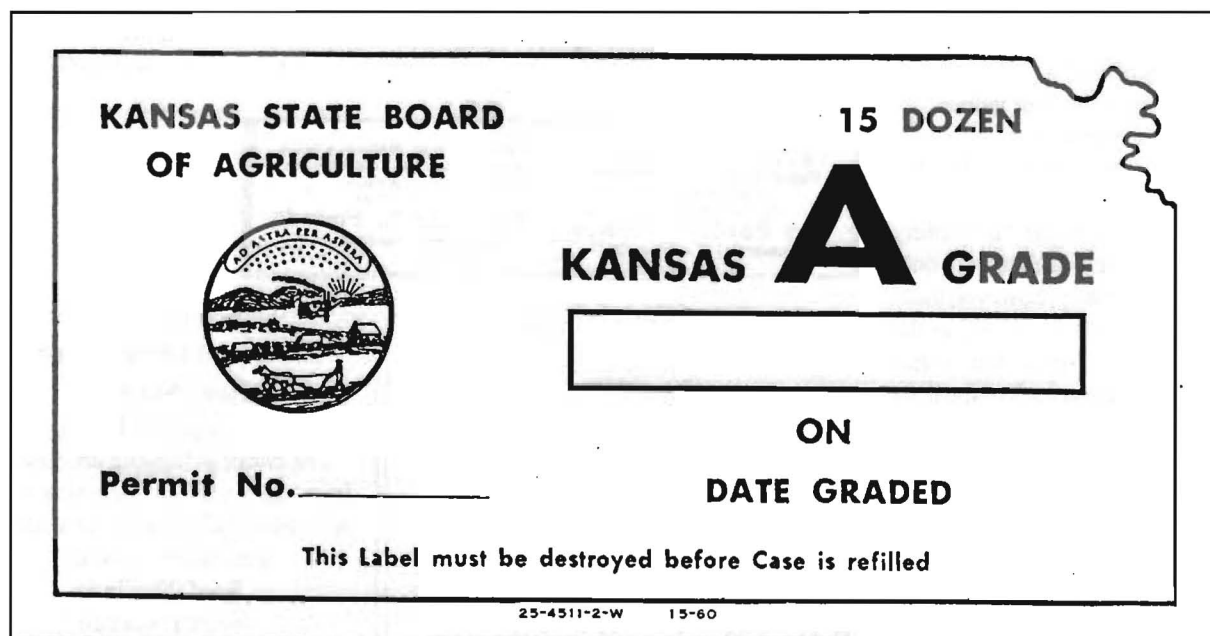 KANSAS STATE BOARD
OF AGRICULTURE
AD ASTRA PER ASPERA
Permit No.
15 DOZEN
KANSAS A GRADE
ON
DATE GRADED
This Label must be destroyed before Case is refilled
25-4511-2-W 15-60